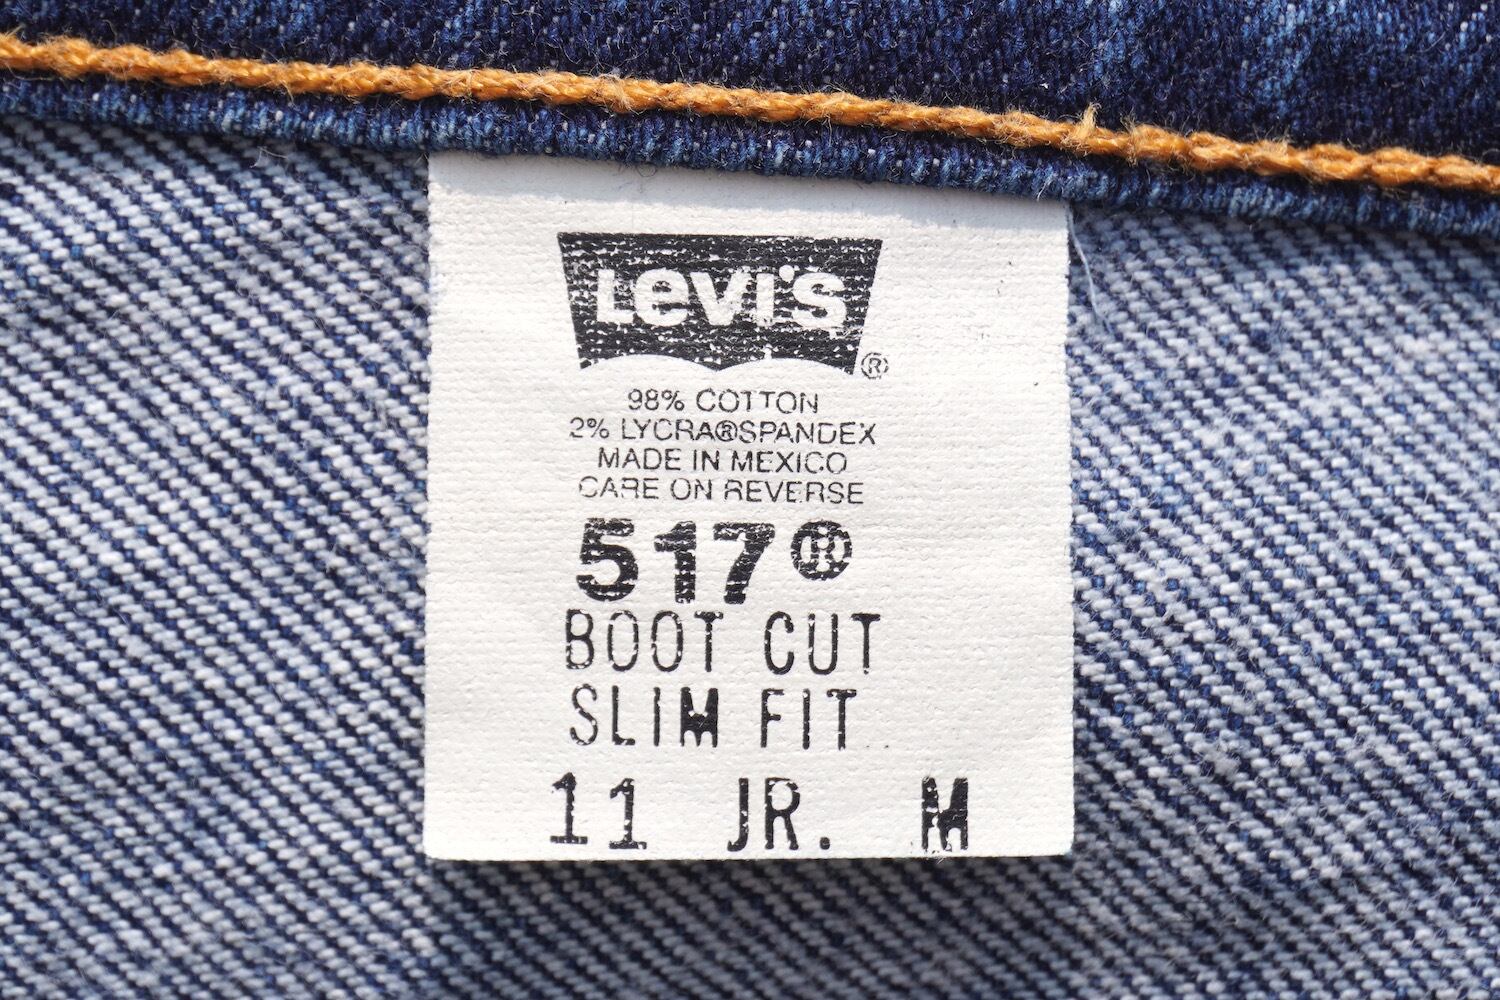 Levi's
®
98% COTTON
2% LYCRA®SPANDEX
MADE IN MEXICO
CARE ON REVERSE
517®
BOOT CUT
SLIM FIT
11 JR. M